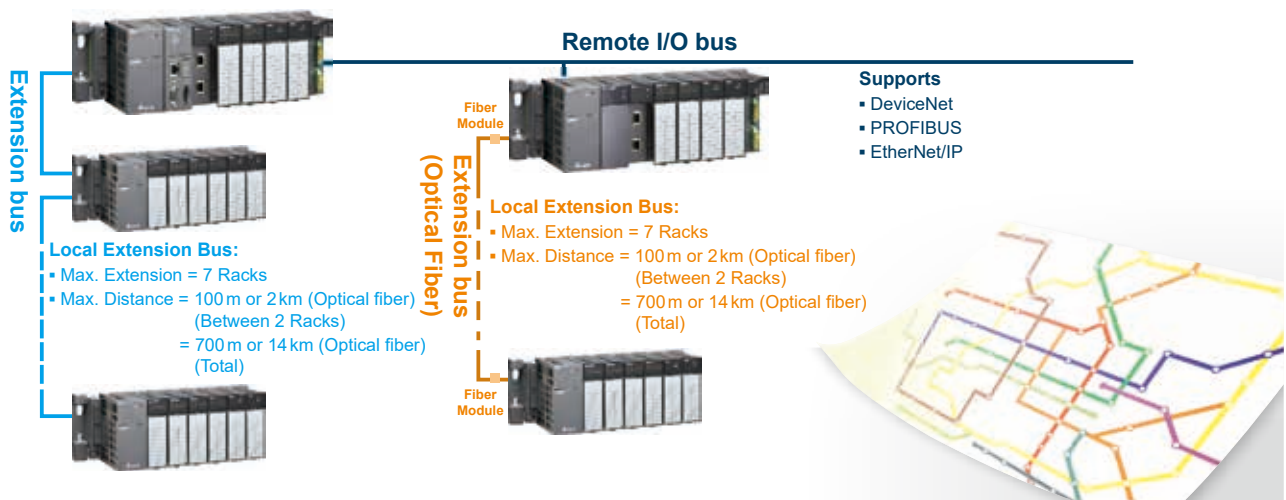 Remote I/O bus
Extension bus
Supports
▪ DeviceNet
▪ PROFIBUS
▪ EtherNet/IP
Fiber
Module
Extension bus
(Optical Fiber)
Local Extension Bus:
▪ Max. Extension = 7 Racks
▪ Max. Distance = 100 m or 2 km (Optical fiber)
(Between 2 Racks)
= 700 m or 14 km (Optical fiber)
(Total)
Local Extension Bus:
▪ Max. Extension = 7 Racks
▪ Max. Distance = 100 m or 2 km (Optical fiber)
(Between 2 Racks)
= 700 m or 14 km (Optical fiber)
(Total)
Fiber
Module